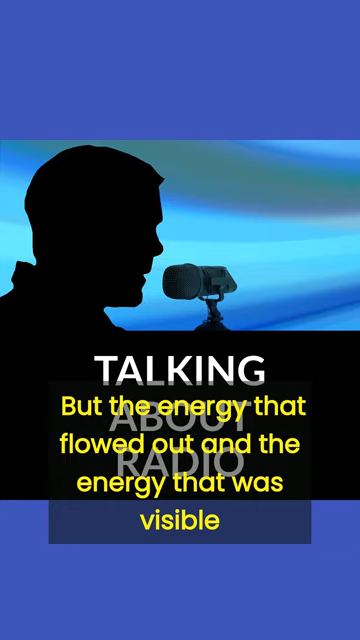 TALKING
ABOUT
RADIO
But the energy that
flowed out and the
energy that was
visible